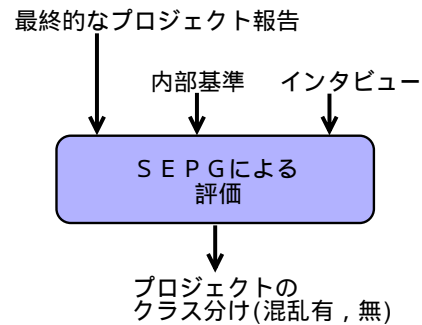 最終的なプロジェクト報告
内部基準 インタビュー
ＳＥＰＧによる
評価
プロジェクトの
クラス分け(混乱有 , 無)